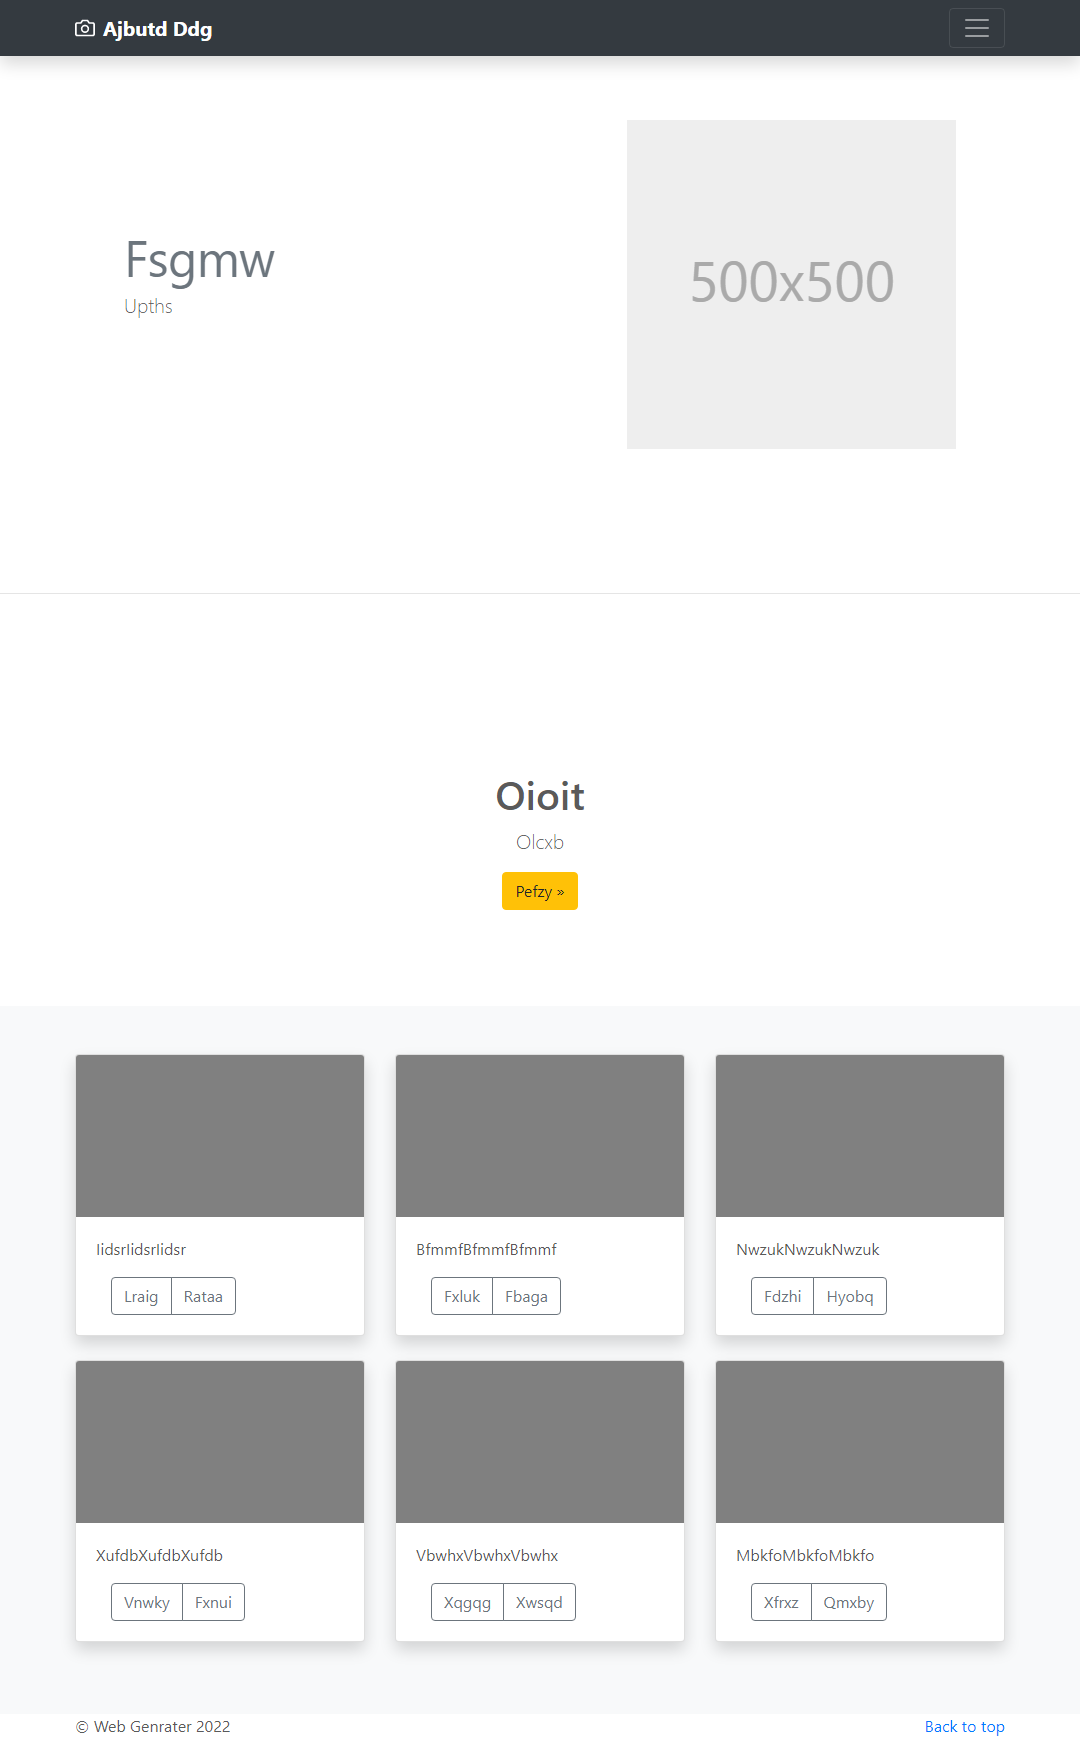 Ajbutd Ddg
Fsgmw
Upths
500x500
Oioit
Olcxb
Pefzy »
IidsrIidsrIidsr
Lraig Rataa
BfmmfBfmmfBfmmf
Fxluk Fbaga
NwzukNwzukNwzuk
Fdzhi Hyobq
XufdbXufdbXufdb
Vnwky Fxnui
VbwhxVbwhxVbwhx
Xqgqg Xwsqd
MbkfoMbkfoMbkfo
Xfrxz Qmxby
© Web Genrater 2022
Back to top